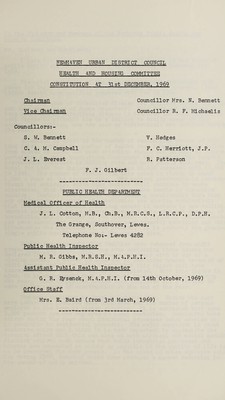 NEWHAVEN URBAN DISTRICT COUNCIL
HEALTH AND HOUSING COMMITTEE
CONSTITUTION AT 31st DECEMBER, 1969
Chairman Councillor Mrs. W. Bennett
Vice Chairman Councillor R. F. Michaelis
Councillors:-
S. W. Bennett V. Hedges
C. A. M. Campbell F. C. Marriott, J.P.
J. L. Everest R. Patterson
F. J. Gilbert
PUBLIC HEALTH DEPARTMENT
Medical Officer of Health
J. L. Cotton, M.B., Ch.B., M.R.C.S., L.R.C.P., D.P.H.
The Grange, Southover, Lewes.
Telephone No:- Lewes 4282
Public Health Inspector
M. R. Gibbs, M.R.S.H., M.A.P.H.I.
Assistant Public Health Inspector
G. R. Eysenck, M.A.P.H.I. (from 14th October, 1969)
Office Staff
Mrs. E. Baird (from 3rd March, 1969)